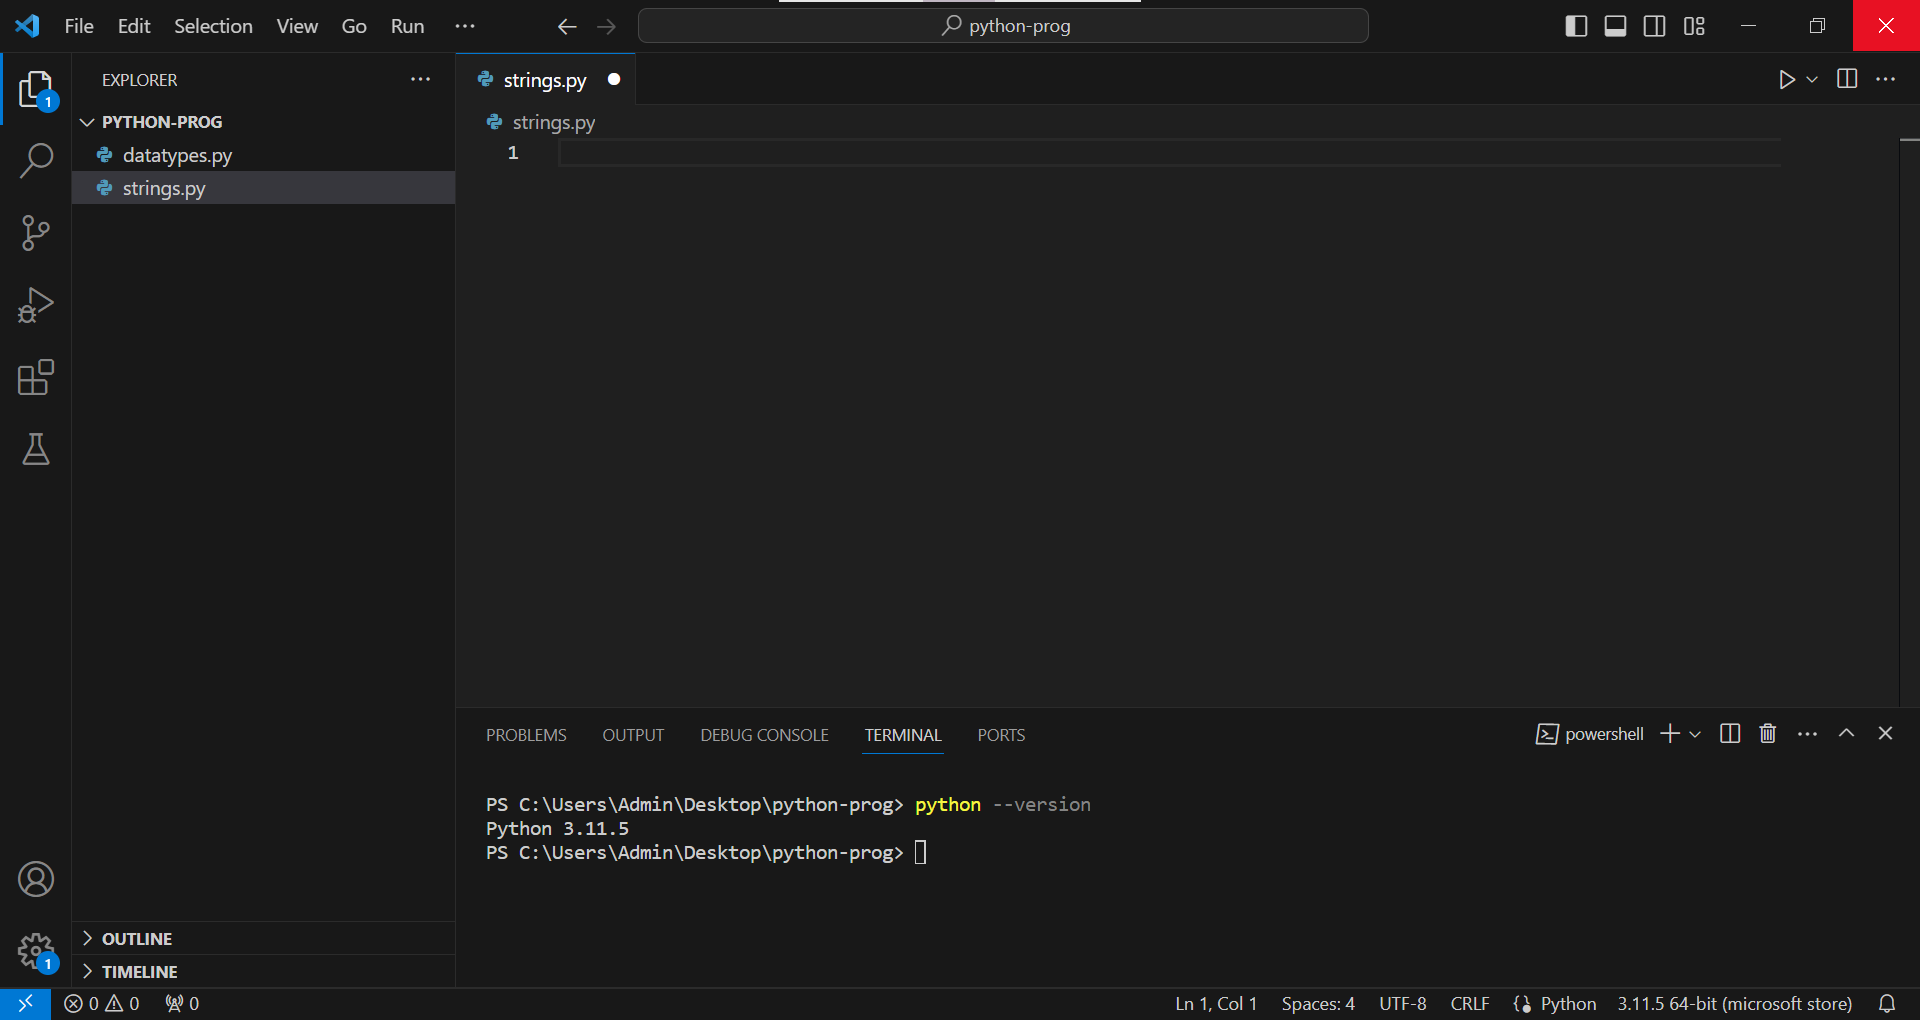 File Edit Selection View Go Run ···
python-prog
EXPLORER ···
PYTHON-PROG
datatypes.py
strings.py
strings.py
strings.py
1
1
1
PROBLEMS OUTPUT DEBUG CONSOLE TERMINAL PORTS
powershell
PS C:\Users\Admin\Desktop\python-prog> python --version
Python 3.11.5
PS C:\Users\Admin\Desktop\python-prog>
OUTLINE
TIMELINE
0 0 0
Ln 1, Col 1 Spaces: 4 UTF-8 CRLF {} Python 3.11.5 64-bit (microsoft store)